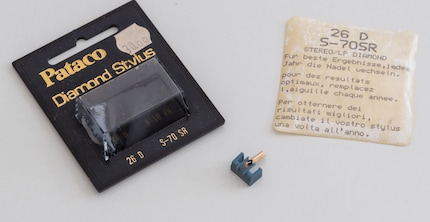 Pataco
Diamond Stylus
26 D S-70 SR
26 D
S-70SR
STEREO/LP DIAMOND
Für beste Ergebnisse,jedes
Jahr die Nadel wechseln.
pour des resultats
optimaux, remplacez
l'aiguille chaque annee.
Per otternere dei
risultati migliori,
cambiate il vostro stylus
una volta all'anno.